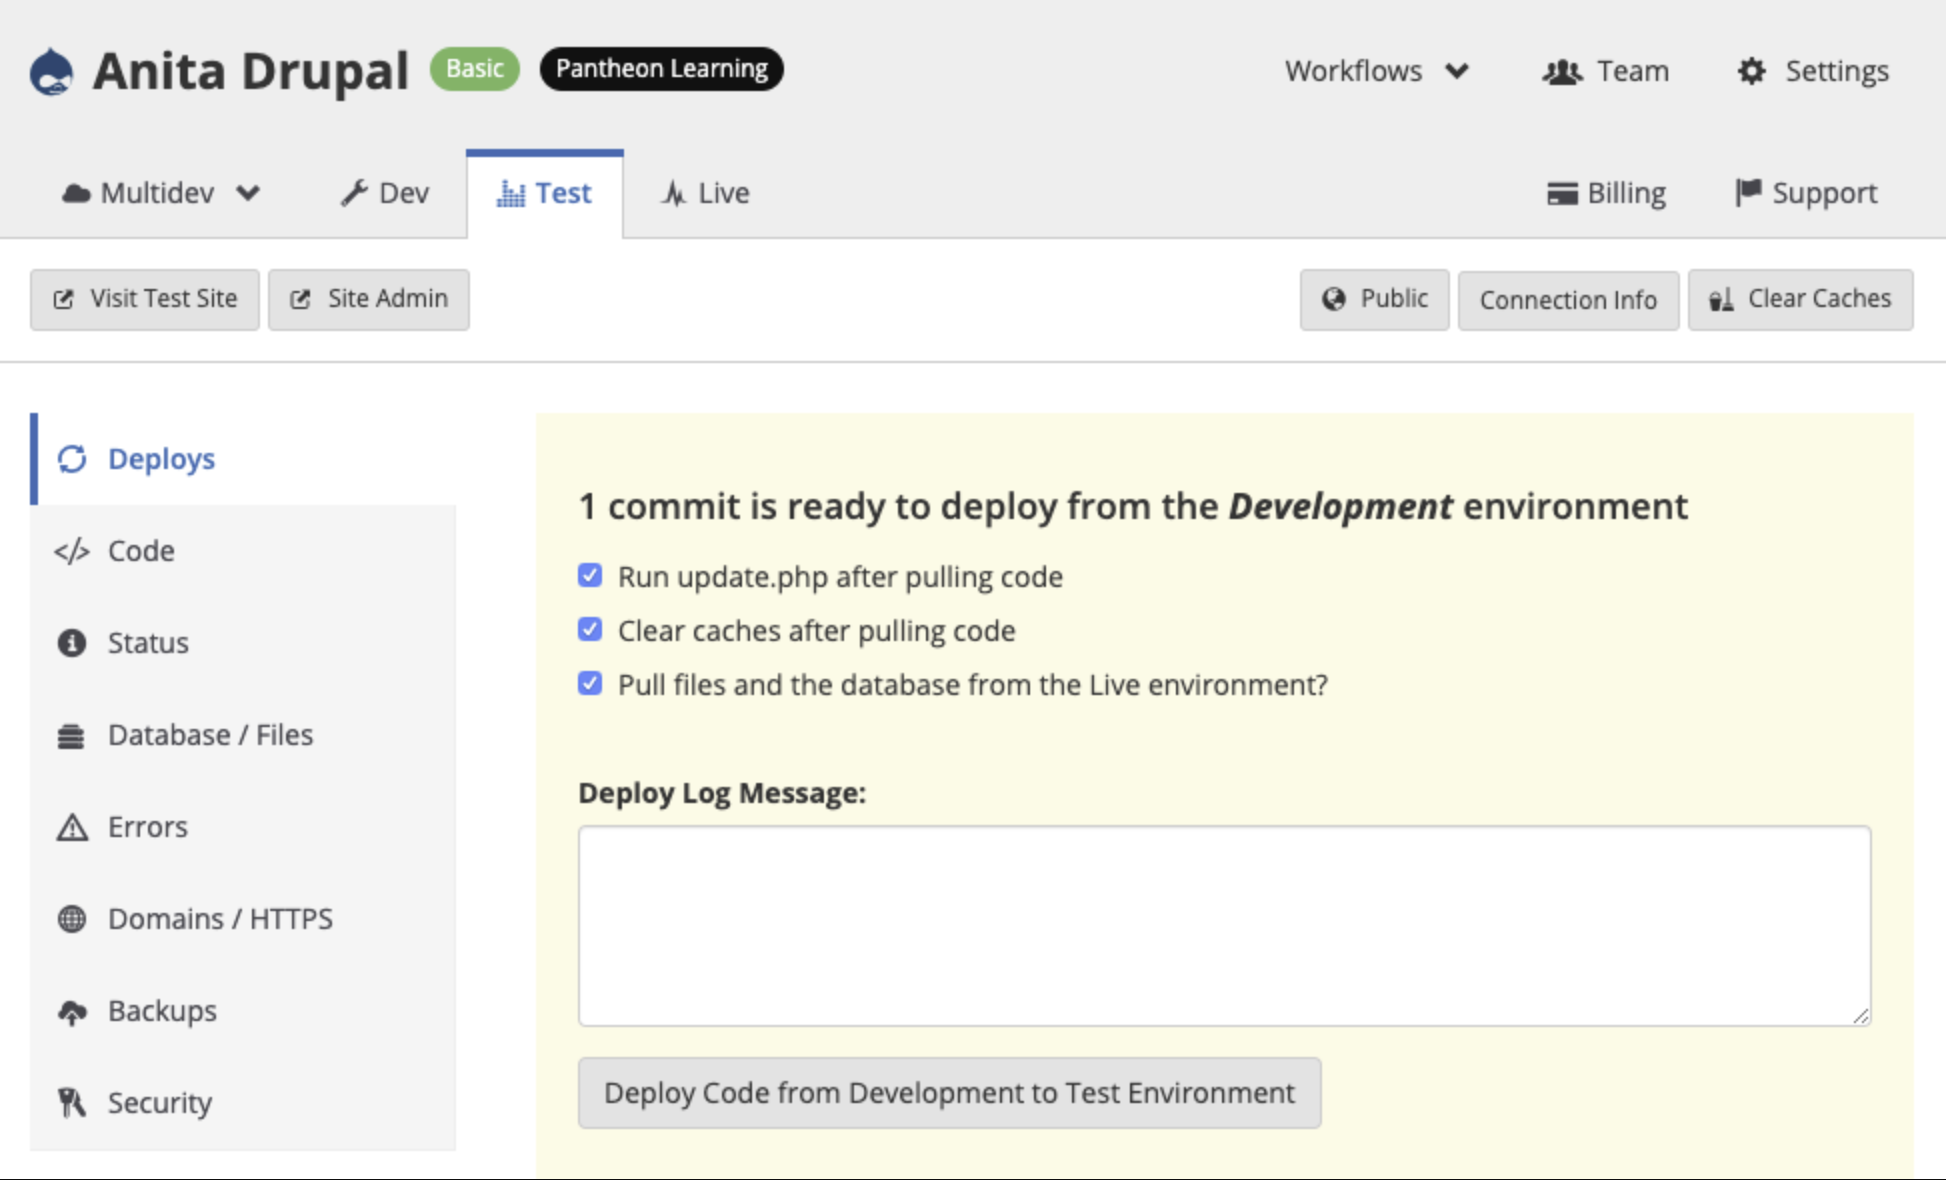 Anita Drupal Basic Pantheon Learning Workflows Team Settings
Multidev Dev Test Live Billing Support
Visit Test Site Site Admin Public Connection Info Clear Caches
Deploys
Code
Status
Database / Files
Errors
Domains / HTTPS
Backups
Security
1 commit is ready to deploy from the Development environment
Run update.php after pulling code
Clear caches after pulling code
Pull files and the database from the Live environment?
Deploy Log Message:
Deploy Code from Development to Test Environment